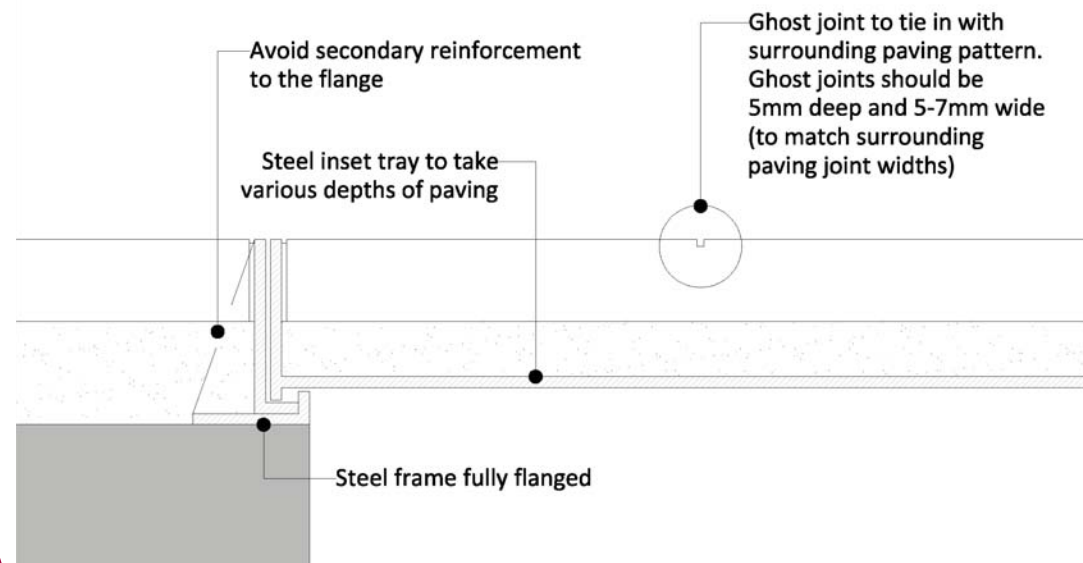 Avoid secondary reinforcement
to the flange
Steel inset tray to take
various depths of paving
Ghost joint to tie in with
surrounding paving pattern.
Ghost joints should be
5mm deep and 5-7mm wide
(to match surrounding
paving joint widths)
Steel frame fully flanged